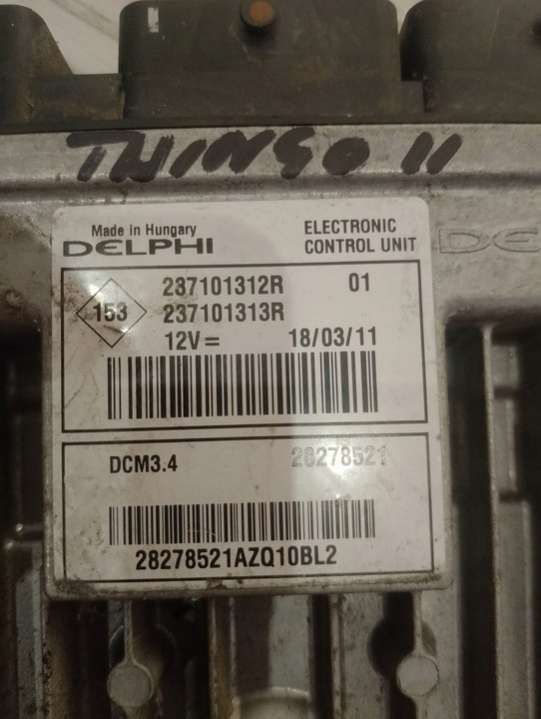 TWINGO II
Made in Hungary
DELPHI
ELECTRONIC
CONTROL UNIT
DE
153
237101312R 01
237101313R
12V= 18/03/11
DCM3.4 28278521
28278521AZQ10BL2